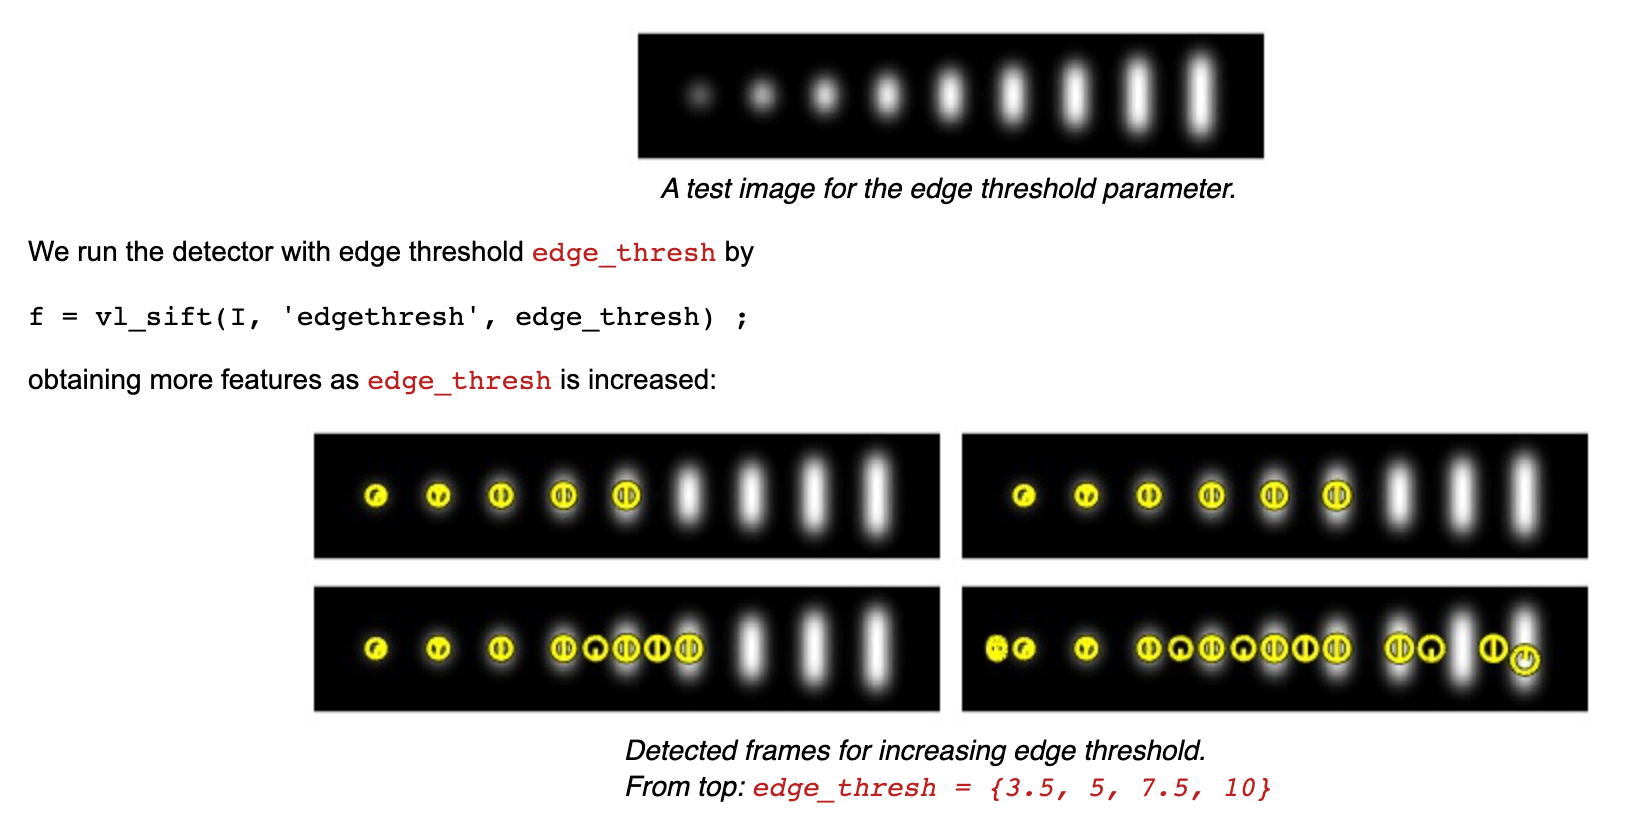 A test image for the edge threshold parameter.
We run the detector with edge threshold edge_thresh by
f = vl_sift(I, 'edgethresh', edge_thresh) ;
obtaining more features as edge_thresh is increased:
Detected frames for increasing edge threshold.
From top: edge_thresh = {3.5, 5, 7.5, 10}